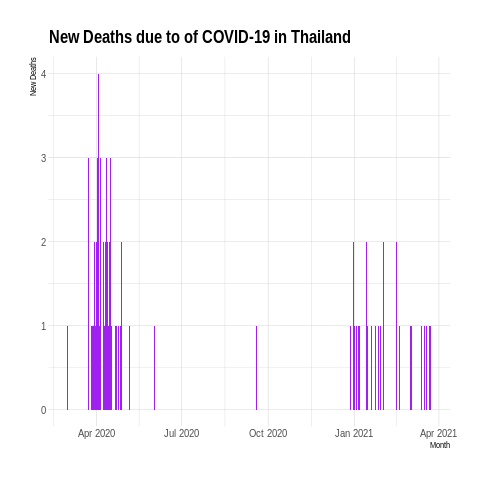 New Deaths due to of COVID-19 in Thailand
New Deaths
4
3
2
1
0
Apr 2020 Jul 2020 Oct 2020 Jan 2021 Apr 2021
Month